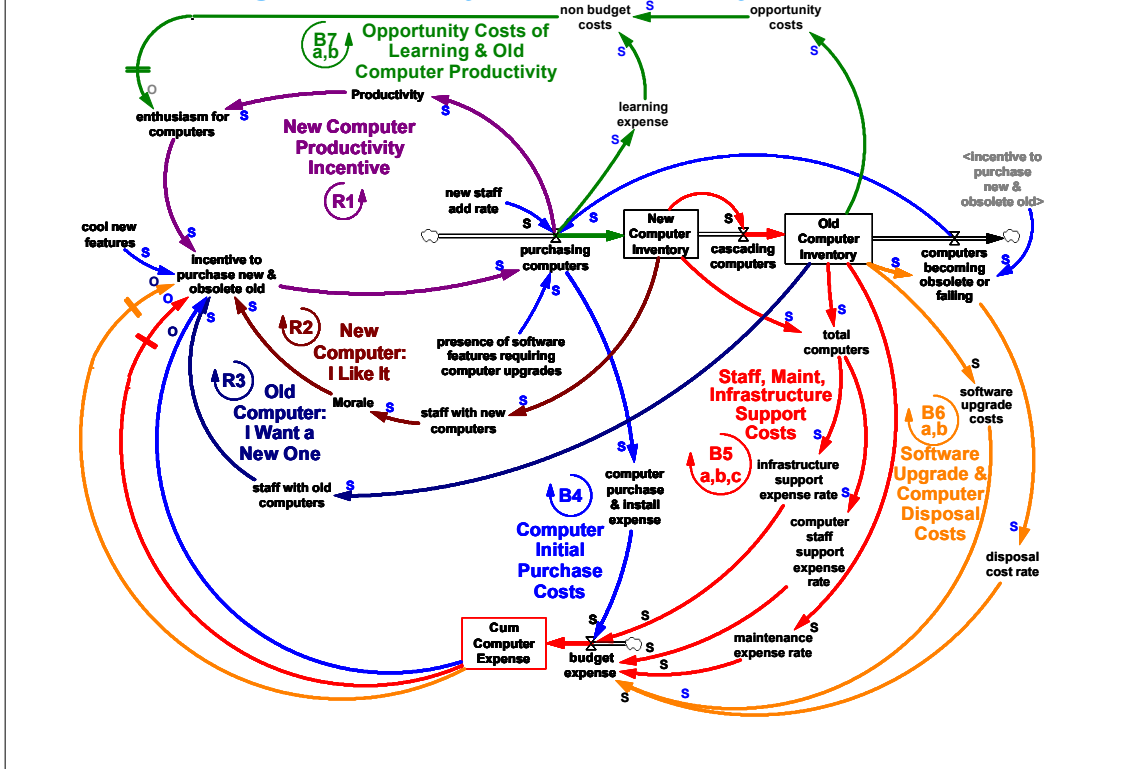 non budget
costs
S
opportunity
costs
B7
a,b
Opportunity Costs of
Learning & Old
Computer Productivity
S
S
O
Productivity
S
S
enthusiasm for
computers
learning
expense
S
New Computer
Productivity
Incentive
R1
<Incentive to
purchase
new &
obsolete old>
new staff
add rate
S
S
New
Computer
Inventory
S
cascading
computers
Old
Computer
Inventory
cool new
features
S
S
purchasing
computers
S
S
computers
becoming
obsolete or
failing
Incentive to
purchase new &
obsolete old
S
O
O
O
S
S
S
R2
New
Computer:
I Like It
presence of software
features requiring
computer upgrades
S
S
total
computers
R3
Old
Computer:
I Want a
New One
Morale
S
staff with new
computers
S
Staff, Maint,
Infrastructure
Support
Costs
S
software
upgrade
costs
B6
a,b
Software
Upgrade &
Computer
Disposal
Costs
S
S
B5
a,b,c
infrastructure
support
expense rate
S
staff with old
computers
S
B4
Computer
Initial
Purchase
Costs
computer
purchase
& install
expense
computer
staff
support
expense
rate
S
disposal
cost rate
Cum
Computer
Expense
S
S
S
budget
expense
S
S
maintenance
expense rate
S
S